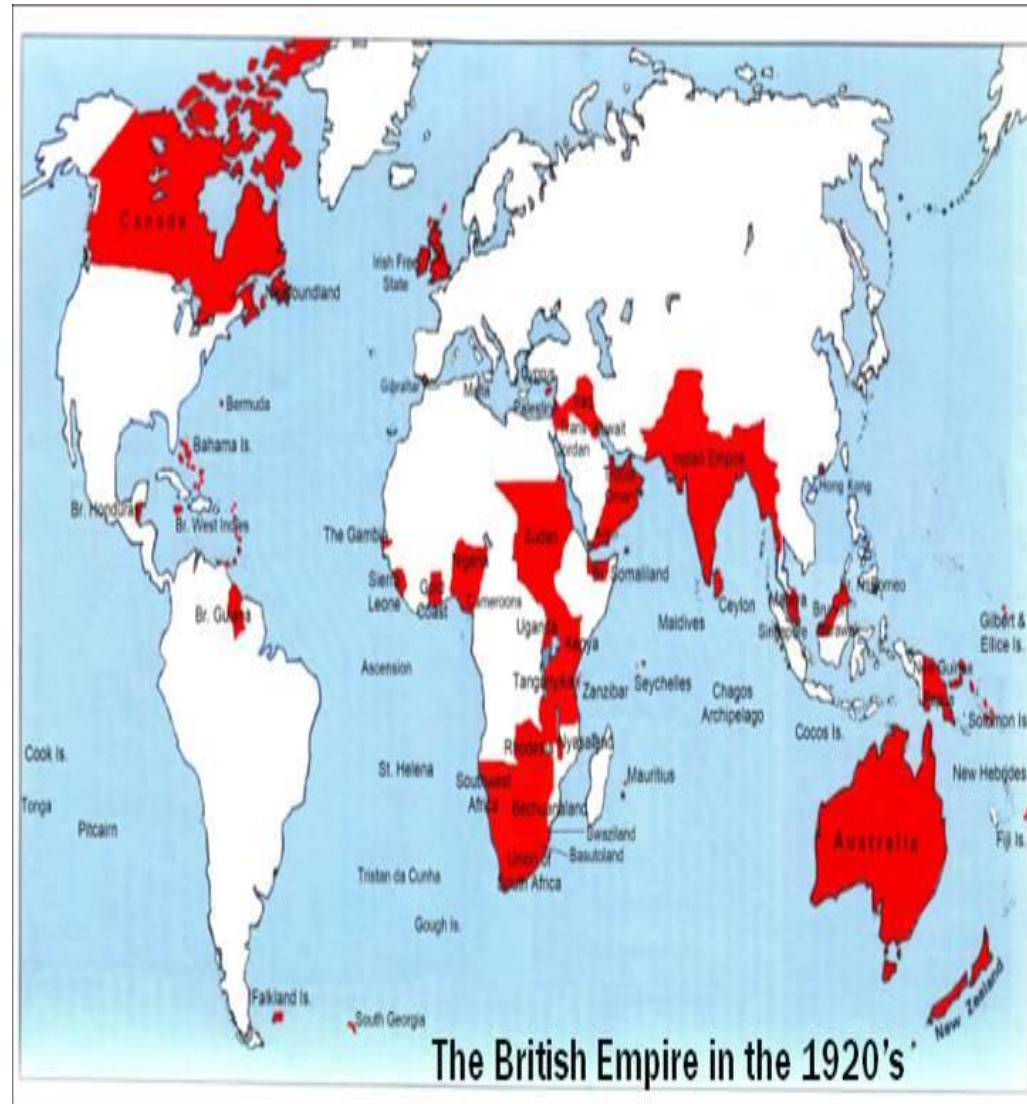 Canada
Newfoundland
Irish Free
State
Gibraltar
Malta
Cyprus
Palestine
Iraq
Trans
Jordan
Kuwait
Bermuda
Bahama Is.
Br. Honduras
Br. West Indies
Br. Guiana
The Gambia
Sierra
Leone
Gold
Coast
Nigeria
Cameroons
Sudan
Oman
Br. Somaliland
Uganda
Kenya
Tanganyika
Zanzibar
Seychelles
Indian Empire
Ceylon
Maldives
Hong Kong
Malaya
Singapore
Sarawak
Chagos
Archipelago
Cocos Is.
New Guinea
Papua
Gilbert &
Ellice Is.
Solomon Is.
New Hebrides
Fiji Is.
Ascension
St. Helena
Southwest
Africa
Nyasaland
Bechuanaland
Swaziland
Basutoland
Union of
South Africa
Mauritius
Tristan da Cunha
Gough Is.
Cook Is.
Tonga
Pitcairn
Falkland Is.
South Georgia
Australia
New Zealand
The British Empire in the 1920's